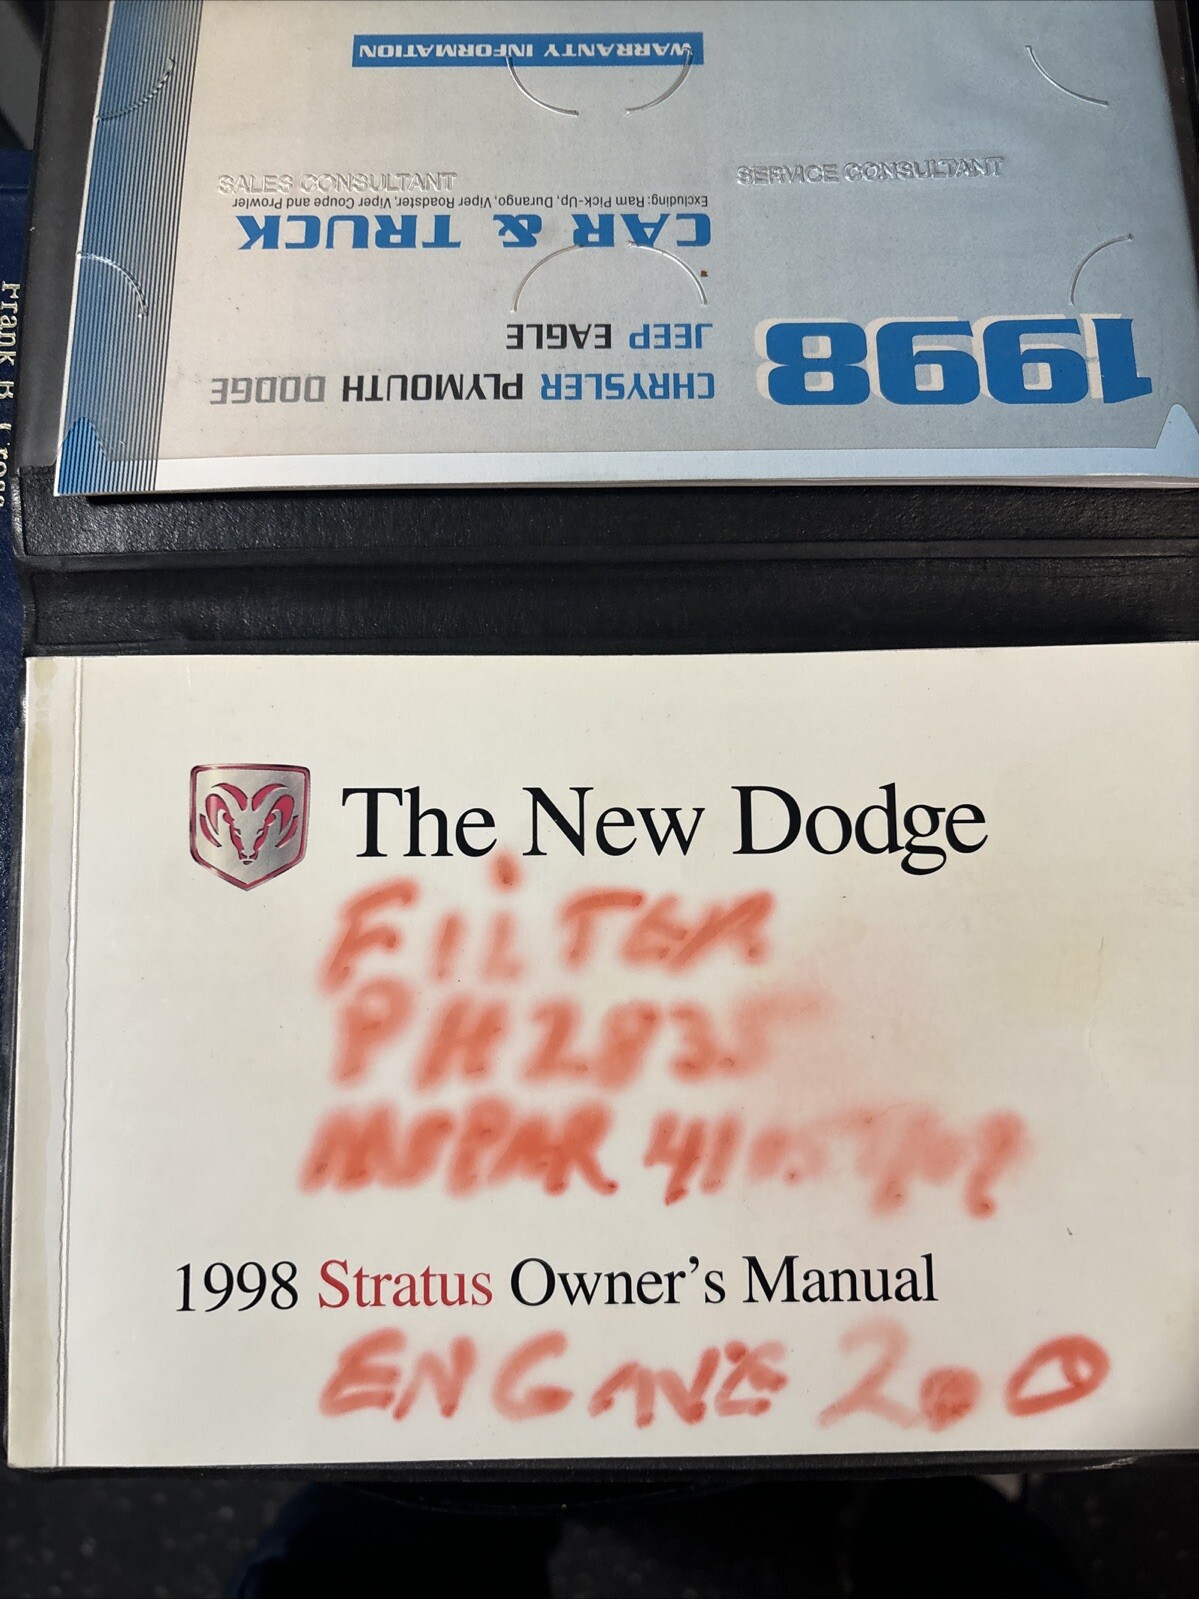 WARRANTY INFORMATION
SALES CONSULTANT
SERVICE CONSULTANT
Excluding: Ram Pick-Up, Durango, Viper Roadster, Viper Coupe and Prowler
CAR & TRUCK
JEEP EAGLE
1998
CHRYSLER PLYMOUTH DODGE
The New Dodge
FiLTER
PH2835
MOPAR
1998 Stratus Owner's Manual
ENGINE 2.0